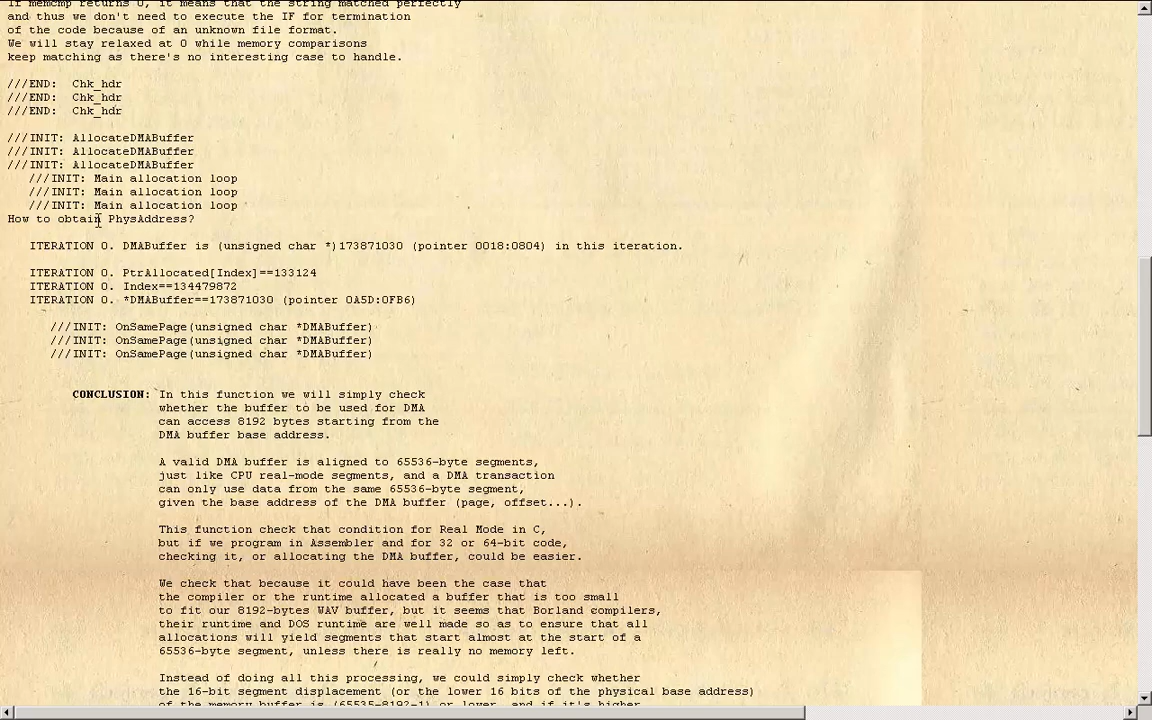 If memcmp returns 0, it means that the string matched perfectly
and thus we don't need to execute the IF for termination
of the code because of an unknown file format.
We will stay relaxed at 0 while memory comparisons
keep matching as there's no interesting case to handle.
///END:  Chk_hdr
///END:  Chk_hdr
///END:  Chk_hdr
///INIT: AllocateDMABuffer
///INIT: AllocateDMABuffer
///INIT: AllocateDMABuffer
///INIT: Main allocation loop
///INIT: Main allocation loop
///INIT: Main allocation loop
How to obtain PhysAddress?
ITERATION 0. DMABuffer is (unsigned char *)173871030 (pointer 0018:0804) in this iteration.
ITERATION 0. PtrAllocated[Index]==133124
ITERATION 0. Index==134479872
ITERATION 0. *DMABuffer==173871030 (pointer 0A5D:0FB6)
///INIT: OnSamePage(unsigned char *DMABuffer)
///INIT: OnSamePage(unsigned char *DMABuffer)
///INIT: OnSamePage(unsigned char *DMABuffer)
CONCLUSION: In this function we will simply check
whether the buffer to be used for DMA
can access 8192 bytes starting from the
DMA buffer base address.
A valid DMA buffer is aligned to 65536-byte segments,
just like CPU real-mode segments, and a DMA transaction
can only use data from the same 65536-byte segment,
given the base address of the DMA buffer (page, offset...).
This function check that condition for Real Mode in C,
but if we program in Assembler and for 32 or 64-bit code,
checking it, or allocating the DMA buffer, could be easier.
We check that because it could have been the case that
the compiler or the runtime allocated a buffer that is too small
to fit our 8192-bytes WAV buffer, but it seems that Borland compilers,
their runtime and DOS runtime are well made so as to ensure that all
allocations will yield segments that start almost at the start of a
65536-byte segment, unless there is really no memory left.
Instead of doing all this processing, we could simply check whether
the 16-bit segment displacement (or the lower 16 bits of the physical base address)
of the memory buffer is (65535-8192-1) or lower, and if it's higher